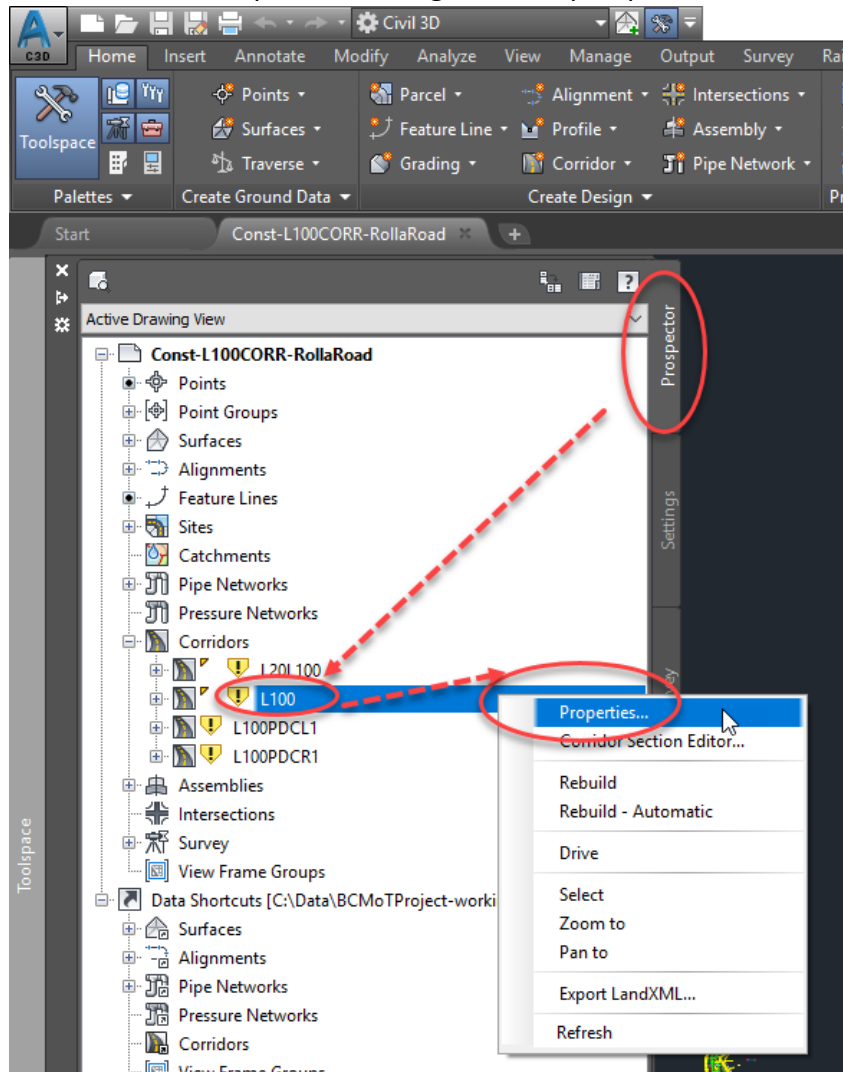 Civil 3D
C3D
Home Insert Annotate Modify Analyze View Manage Output Survey
Toolspace
Points
Parcel
Alignment
Intersections
Surfaces
Feature Line
Profile
Assembly
Traverse
Grading
Corridor
Pipe Network
Palettes
Create Ground Data
Create Design
Start
Const-L100CORR-RollaRoad
Active Drawing View
Prospector
Const-L100CORR-RollaRoad
Points
Point Groups
Surfaces
Alignments
Feature Lines
Settings
Sites
Catchments
Pipe Networks
Pressure Networks
Corridors
L20L100
L100
L100PDCL1
L100PDCR1
Assemblies
Intersections
Survey
View Frame Groups
Toolspace
Data Shortcuts [C:\Data\BCMoTProject-worki
Surfaces
Alignments
Pipe Networks
Pressure Networks
Corridors
View Frame Groups
Properties...
Corridor Section Editor...
Rebuild
Rebuild - Automatic
Drive
Select
Zoom to
Pan to
Export LandXML...
Refresh